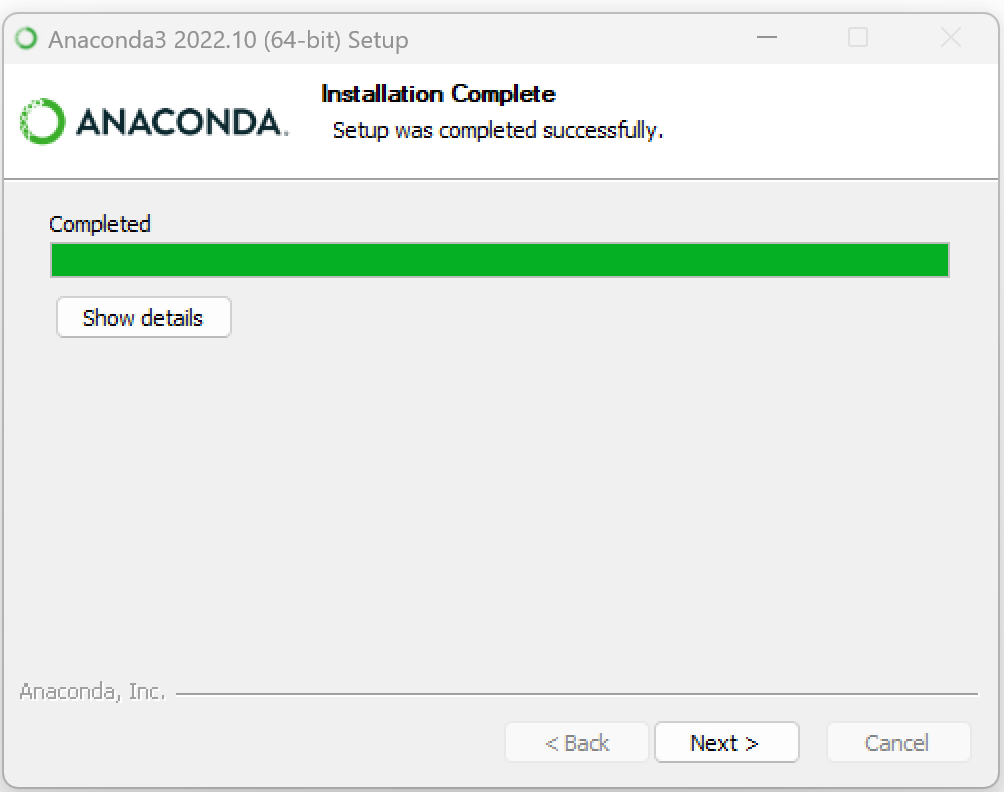 Anaconda3 2022.10 (64-bit) Setup
ANACONDA.
Installation Complete
Setup was completed successfully.
Completed
Show details
Anaconda, Inc.
< Back
Next >
Cancel